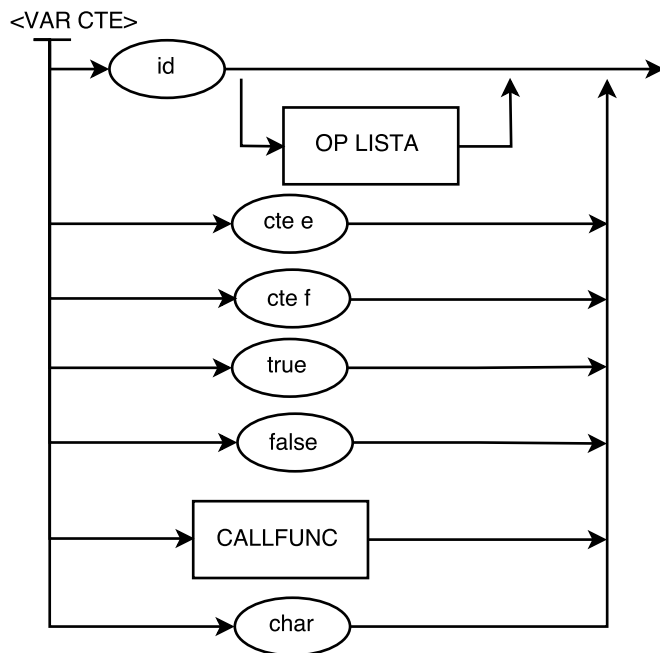 <VAR CTE>
id
OP LISTA
cte e
cte f
true
false
CALLFUNC
char